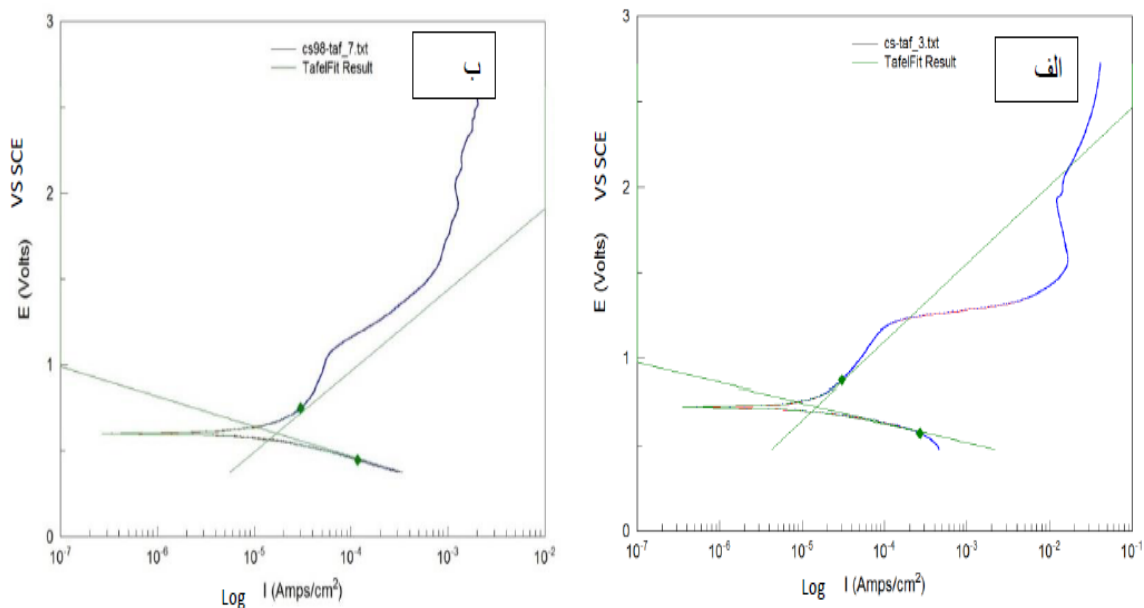 3
cs98-taf_7.txt
TafelFit Result
ب
2
1
0
E (Volts) VS SCE
10-7
10-6
10-5
10-4
10-3
10-2
Log I (Amps/cm2)
3
cs-taf_3.txt
TafelFit Result
الف
2
1
0
E (Volts) VS SCE
10-7
10-6
10-5
10-4
10-3
10-2
10-1
Log I (Amps/cm2)